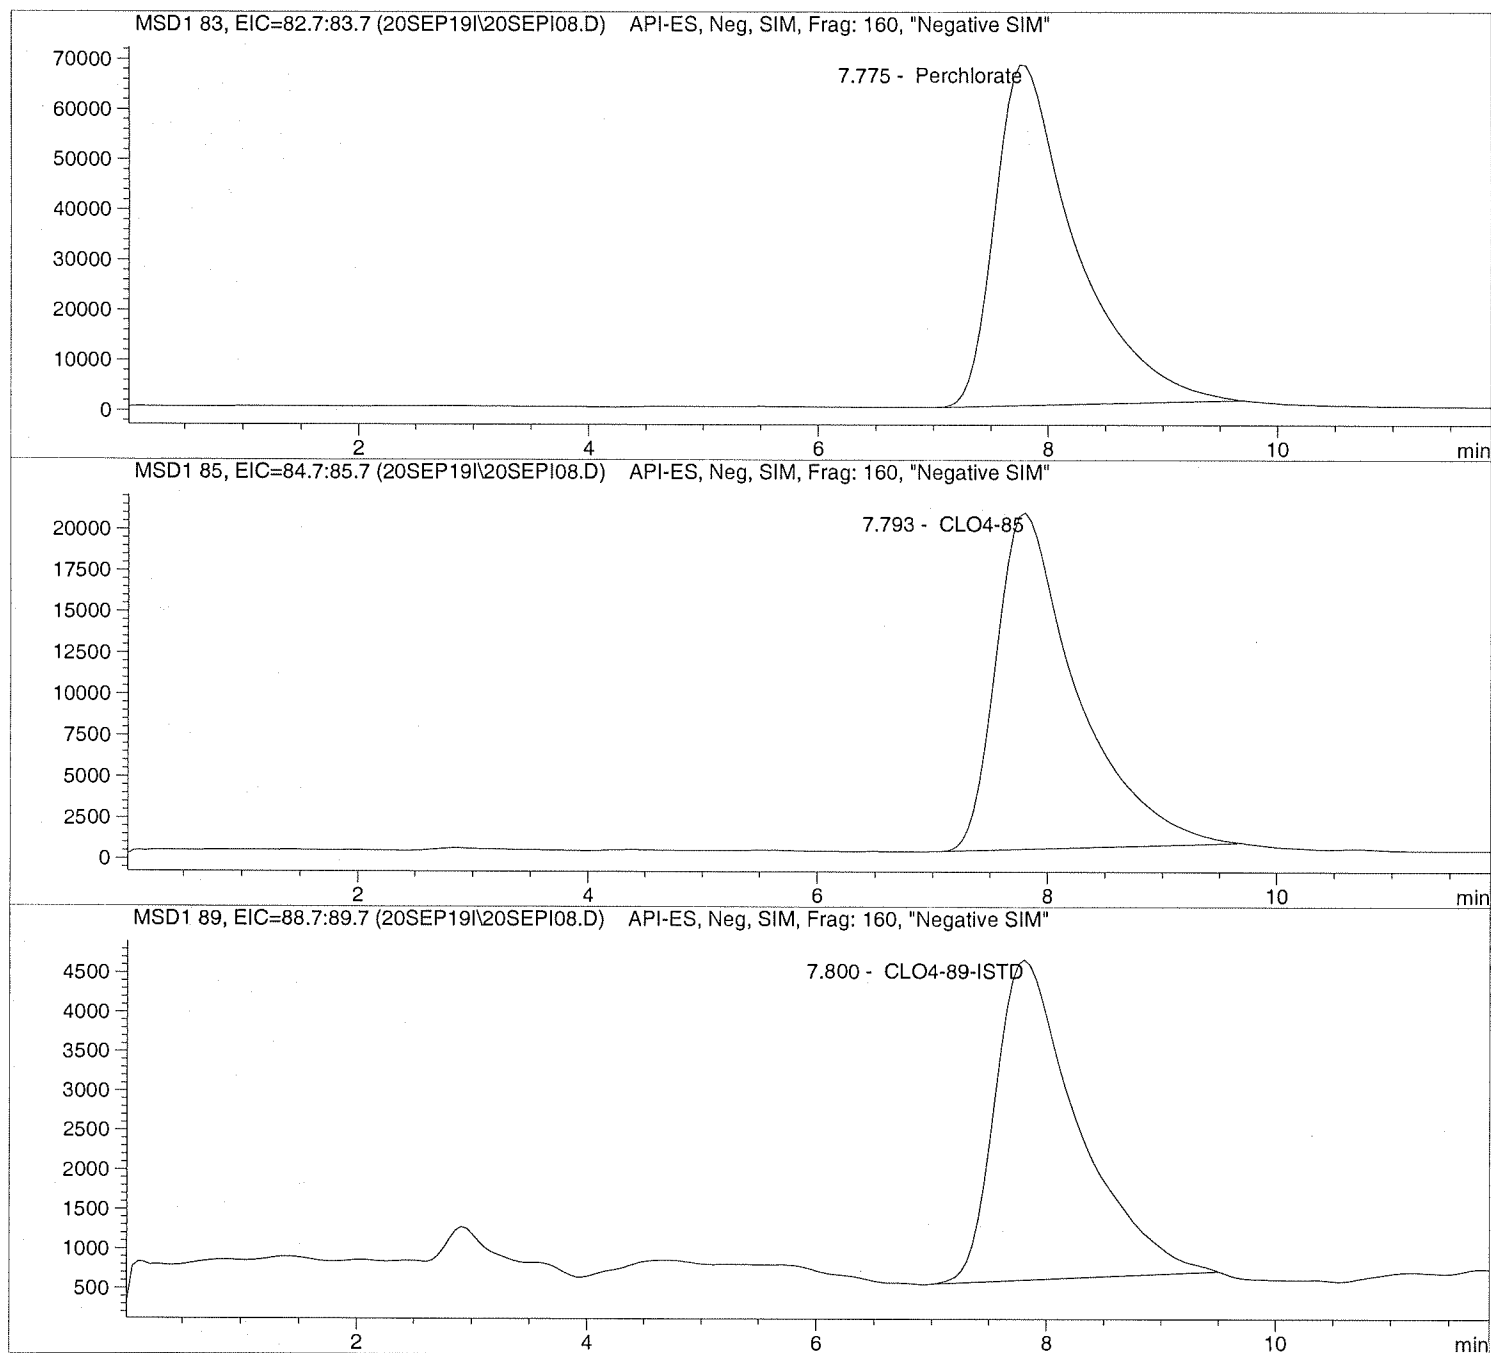 MSD1 83, EIC=82.7:83.7 (20SEP19I\20SEPI08.D) API-ES, Neg, SIM, Frag: 160, "Negative SIM"
70000
7.775 - Perchlorate
60000
50000
40000
30000
20000
10000
0
2 4 6 8 10 min
MSD1 85, EIC=84.7:85.7 (20SEP19I\20SEPI08.D) API-ES, Neg, SIM, Frag: 160, "Negative SIM"
20000
7.793 - CLO4-85
17500
15000
12500
10000
7500
5000
2500
0
2 4 6 8 10 min
MSD1 89, EIC=88.7:89.7 (20SEP19I\20SEPI08.D) API-ES, Neg, SIM, Frag: 160, "Negative SIM"
4500
7.800 - CLO4-89-ISTD
4000
3500
3000
2500
2000
1500
1000
500
2 4 6 8 10 min